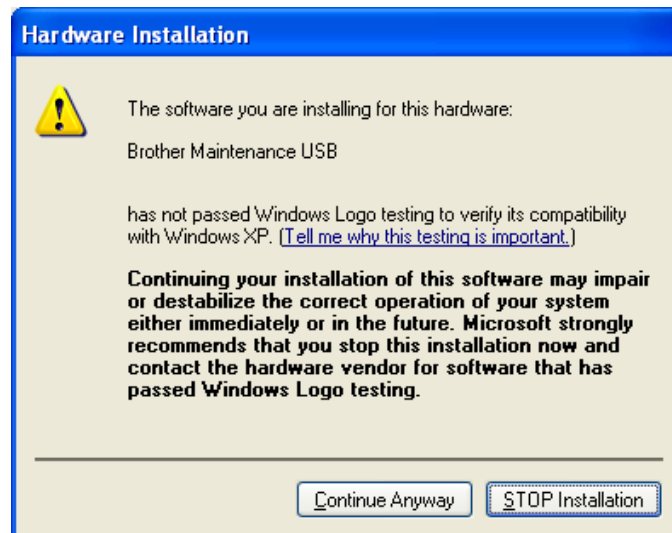 Hardware Installation
The software you are installing for this hardware:
Brother Maintenance USB
has not passed Windows Logo testing to verify its compatibility
with Windows XP. (Tell me why this testing is important.)
Continuing your installation of this software may impair
or destabilize the correct operation of your system
either immediately or in the future. Microsoft strongly
recommends that you stop this installation now and
contact the hardware vendor for software that has
passed Windows Logo testing.
Continue Anyway
STOP Installation